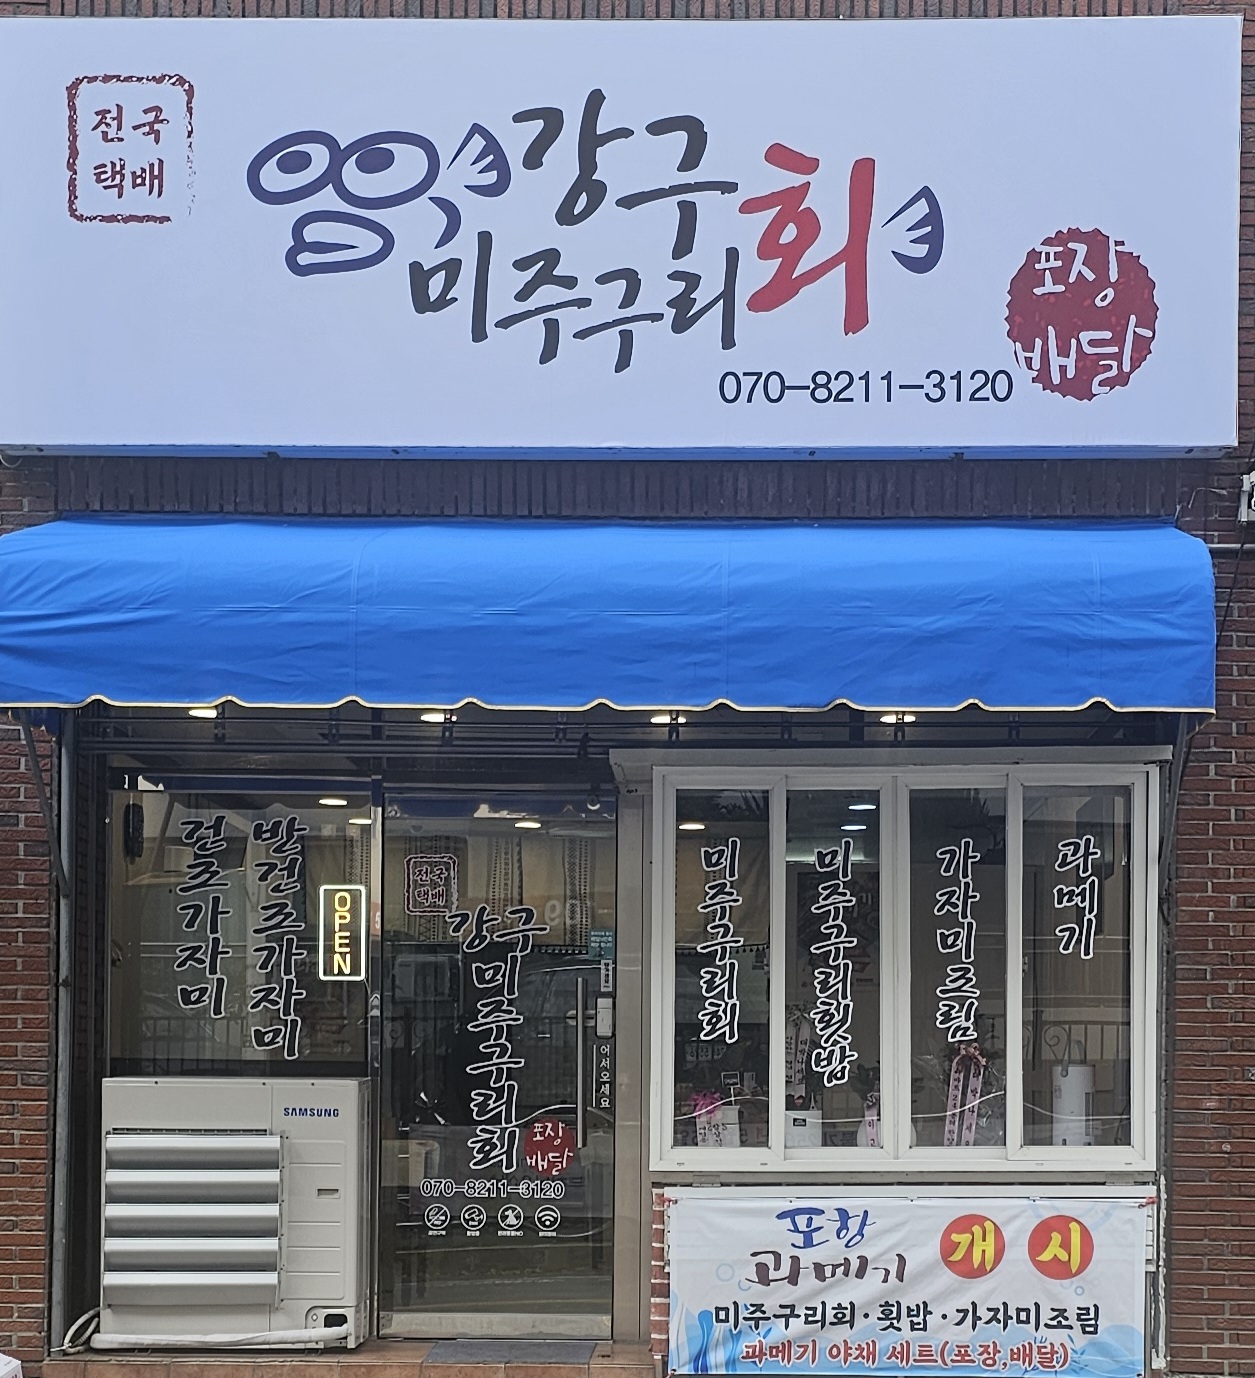 전국
택배
강구
미주구리회
포장
배달
070-8211-3120
건조가자미
반건조가자미
OPEN
전국
택배
강구
미주구리회
포장
배달
070-8211-3120
어서오세요
미주구리회
미주구리횟밥
가자미조림
과메기
SAMSUNG
포항
과메기
개시
미주구리회·횟밥·가자미조림
과메기 야채 세트(포장,배달)